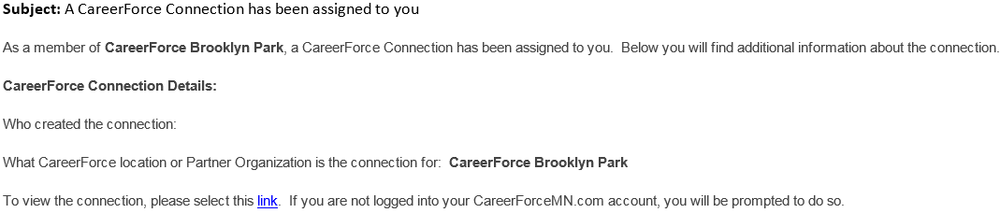 Subject: A CareerForce Connection has been assigned to you
As a member of CareerForce Brooklyn Park, a CareerForce Connection has been assigned to you.  Below you will find additional information about the connection.
CareerForce Connection Details:
Who created the connection:
What CareerForce location or Partner Organization is the connection for:  CareerForce Brooklyn Park
To view the connection, please select this link.  If you are not logged into your CareerForceMN.com account, you will be prompted to do so.